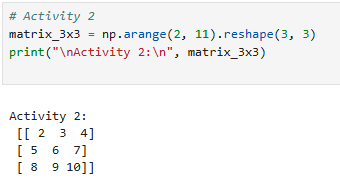 # Activity 2
matrix_3x3 = np.arange(2, 11).reshape(3, 3)
print("\nActivity 2:\n", matrix_3x3)
Activity 2:
 [[ 2  3  4]
 [ 5  6  7]
 [ 8  9 10]]